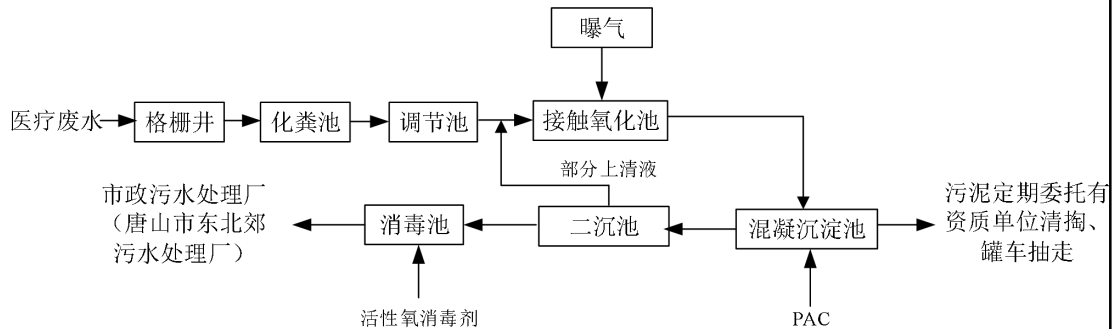 曝气
医疗废水
格栅井
化粪池
调节池
接触氧化池
部分上清液
市政污水处理厂
（唐山市东北郊
污水处理厂）
消毒池
二沉池
混凝沉淀池
污泥定期委托有
资质单位清掏、
罐车抽走
活性氧消毒剂
PAC